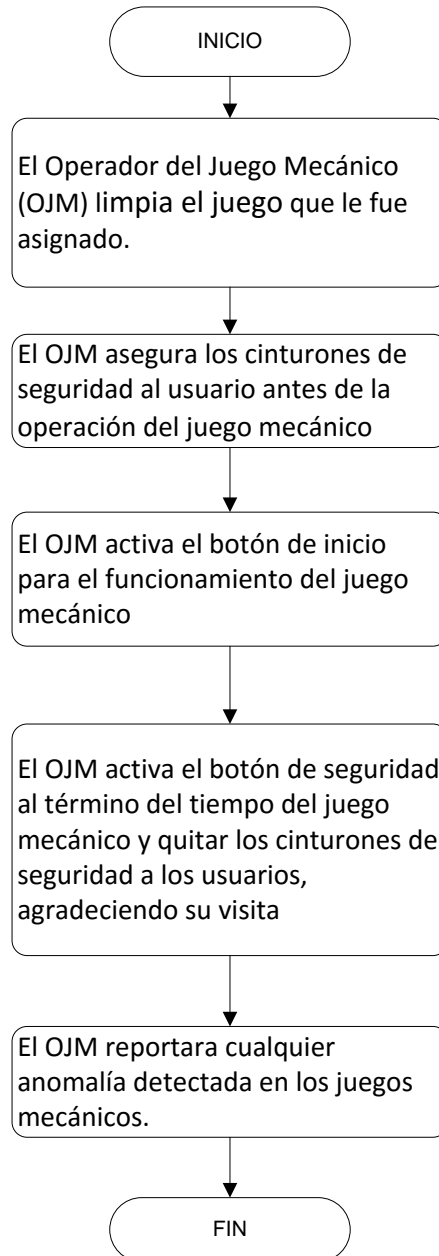 INICIO
El Operador del Juego Mecánico
(OJM) limpia el juego que le fue
asignado.
El OJM asegura los cinturones de
seguridad al usuario antes de la
operación del juego mecánico
El OJM activa el botón de inicio
para el funcionamiento del juego
mecánico
El OJM activa el botón de seguridad
al término del tiempo del juego
mecánico y quitar los cinturones de
seguridad a los usuarios,
agradeciendo su visita
El OJM reportara cualquier
anomalía detectada en los juegos
mecánicos.
FIN